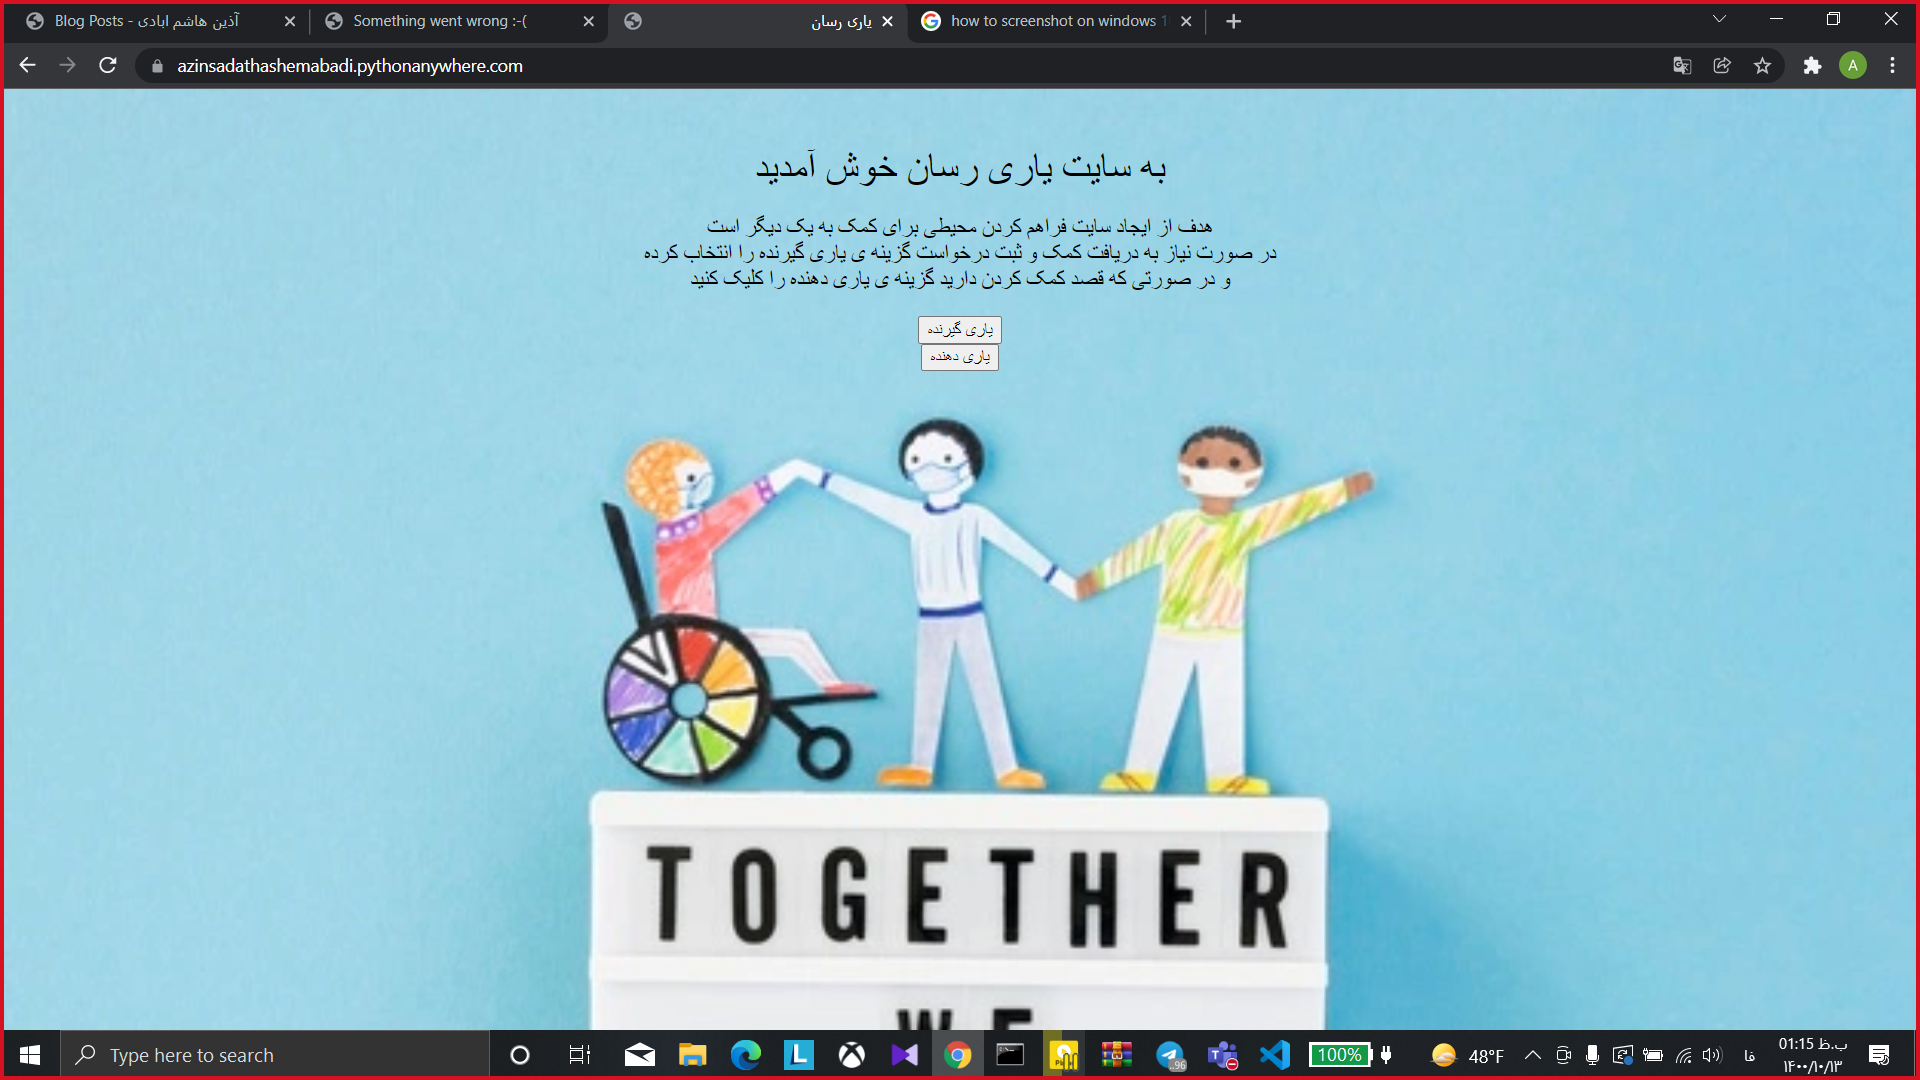 Blog Posts - آذین هاشم ابادی
Something went wrong :-(
یاری رسان
how to screenshot on windows 1
azinsadathashemabadi.pythonanywhere.com
A
به سایت یاری رسان خوش آمدید
هدف از ایجاد سایت فراهم کردن محیطی برای کمک به یک دیگر است
در صورت نیاز به دریافت کمک و ثبت درخواست گزینه ی یاری گیرنده را انتخاب کرده
و در صورتی که قصد کمک کردن دارید گزینه ی یاری دهنده را کلیک کنید
یاری گیرنده
یاری دهنده
TOGETHER
WE
Type here to search
L
96
100%
48°F
فا
01:15 ب.ظ
۱۴۰۰/۱۰/۱۳